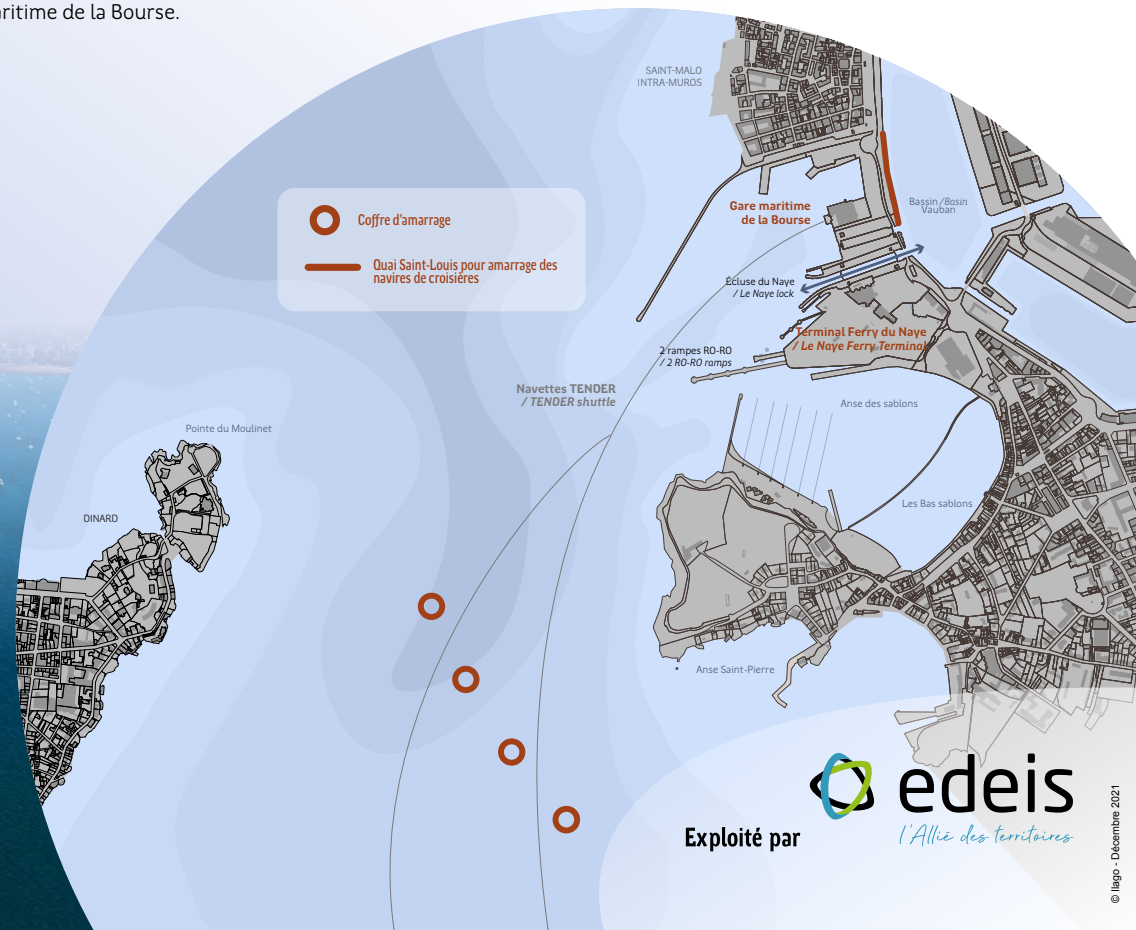 aritime de la Bourse.
SAINT-MALO
INTRA-MUROS
Coffre d'amarrage
Quai Saint-Louis pour amarrage des
navires de croisières
Gare maritime
de la Bourse
Bassin/Basin
Vauban
Écluse du Naye
/ Le Naye lock
Terminal Ferry du Naye
/ Le Naye Ferry Terminal
2 rampes RO-RO
/ 2 RO-RO ramps
Navettes TENDER
/ TENDER shuttle
Anse des sablons
Pointe du Moulinet
Les Bas sablons
DINARD
Anse Saint-Pierre
Exploité par
edeis
l'Allié des territoires
© Ilago - Décembre 2021